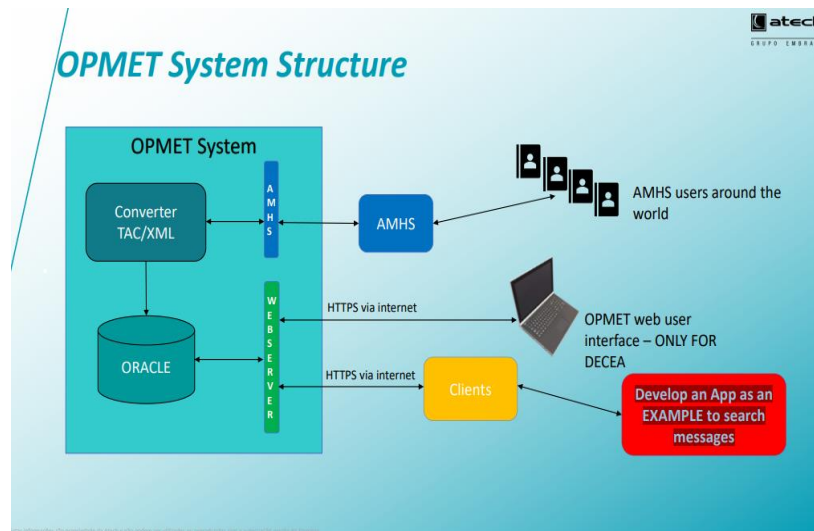 atech
GRUPO EMBRA
OPMET System Structure
OPMET System
Converter
TAC/XML
A
M
H
S
AMHS
AMHS users around the
world
W
E
B
S
E
R
V
E
R
HTTPS via internet
OPMET web user
interface – ONLY FOR
DECEA
ORACLE
HTTPS via internet
Clients
Develop an App as an
EXAMPLE to search
messages